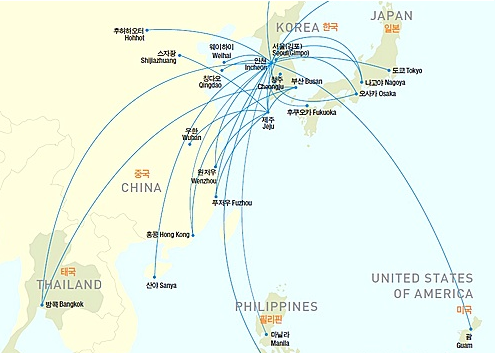 JAPAN
일본
KOREA 한국
후허하오터
Hohhot
스자좡
Shijiazhuang
웨이하이
Weihai
칭다오
Qingdao
인천
Incheon
서울(김포)
Seoul(Gimpo)
청주
Cheongju
부산 Busan
도쿄 Tokyo
나고야 Nagoya
오사카 Osaka
후쿠오카 Fukuoka
제주
Jeju
우한
Wuhan
원저우
Wenzhou
푸저우 Fuzhou
중국
CHINA
홍콩 Hong Kong
산야 Sanya
태국
THAILAND
방콕 Bangkok
PHILIPPINES
필리핀
마닐라
Manila
UNITED STATES
OF AMERICA
미국
괌
Guam